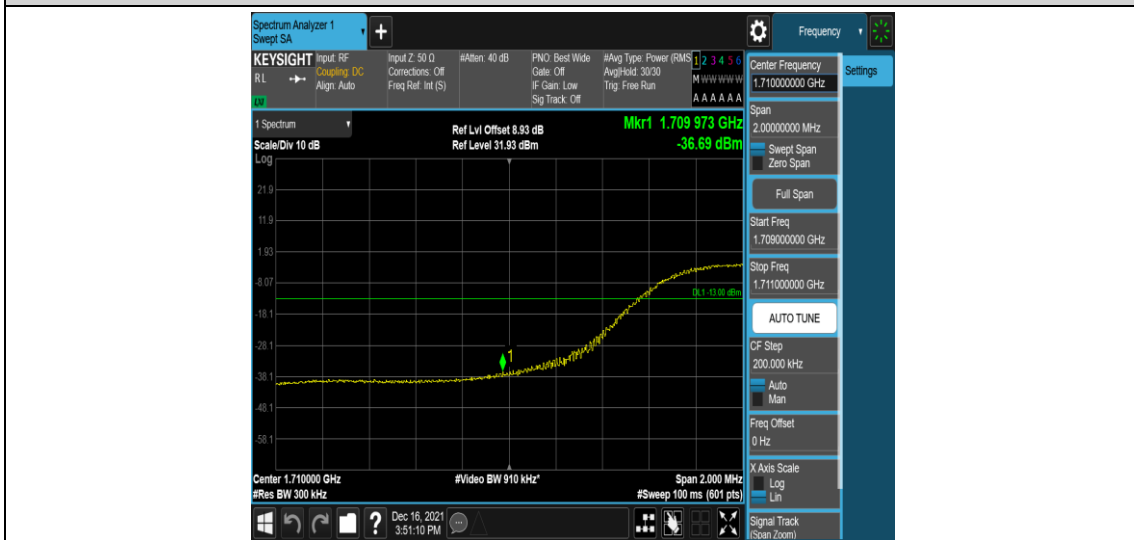 Spectrum Analyzer 1
Swept SA
+
Frequency
KEYSIGHT
RL
LXI
Input: RF
Coupling: DC
Align: Auto
Input Z: 50 Ω
Corrections: Off
Freq Ref: Int (S)
#Atten: 40 dB
PNO: Best Wide
Gate: Off
IF Gain: Low
Sig Track: Off
#Avg Type: Power (RMS
Avg|Hold: 30/30
Trig: Free Run
1 2 3 4 5 6
M W W W W W
A A A A A A
Center Frequency
1.710000000 GHz
Settings
1 Spectrum
Scale/Div 10 dB
Ref Lvl Offset 8.93 dB
Ref Level 31.93 dBm
Mkr1 1.709 973 GHz
-36.69 dBm
Log
21.9
11.9
1.93
-8.07
-18.1
-28.1
-38.1
-48.1
-58.1
DL1 -13.00 dBm
1
Span
2.00000000 MHz
Swept Span
Zero Span
Full Span
Start Freq
1.709000000 GHz
Stop Freq
1.711000000 GHz
AUTO TUNE
CF Step
200.000 kHz
Auto
Man
Freq Offset
0 Hz
X Axis Scale
Log
Lin
Signal Track
(Span Zoom)
Center 1.710000 GHz
#Res BW 300 kHz
#Video BW 910 kHz*
Span 2.000 MHz
#Sweep 100 ms (601 pts)
?
Dec 16, 2021
3:51:10 PM